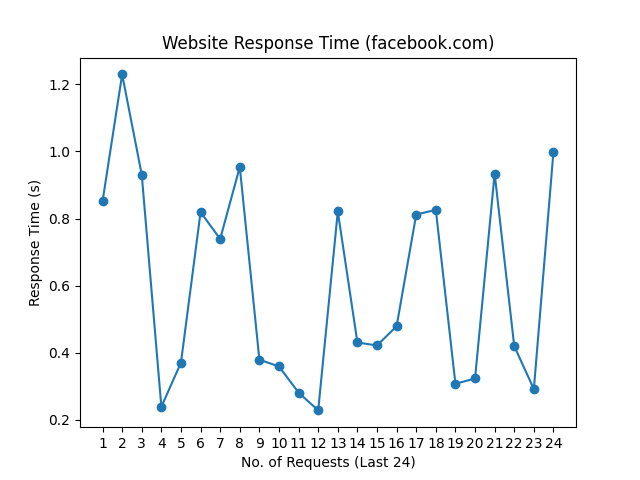 Website Response Time (facebook.com)
Response Time (s)
1.2
1.0
0.8
0.6
0.4
0.2
1 2 3 4 5 6 7 8 9 10 11 12 13 14 15 16 17 18 19 20 21 22 23 24
No. of Requests (Last 24)